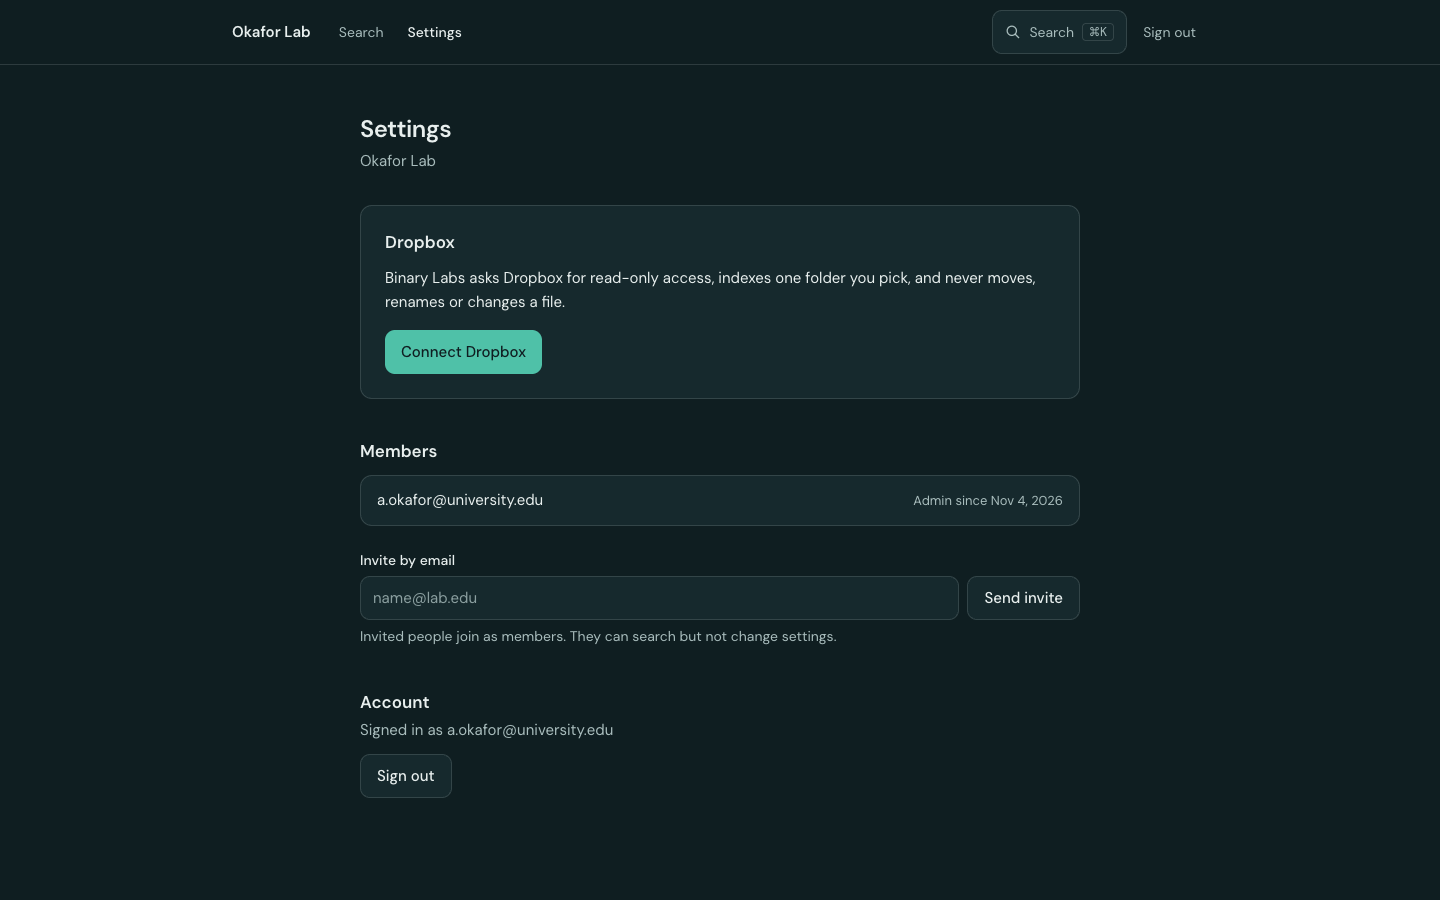 Okafor Lab Search Settings Search ⌘K Sign out
Settings
Okafor Lab
Dropbox
Binary Labs asks Dropbox for read-only access, indexes one folder you pick, and never moves,
renames or changes a file.
Connect Dropbox
Members
a.okafor@university.edu Admin since Nov 4, 2026
Invite by email
name@lab.edu Send invite
Invited people join as members. They can search but not change settings.
Account
Signed in as a.okafor@university.edu
Sign out